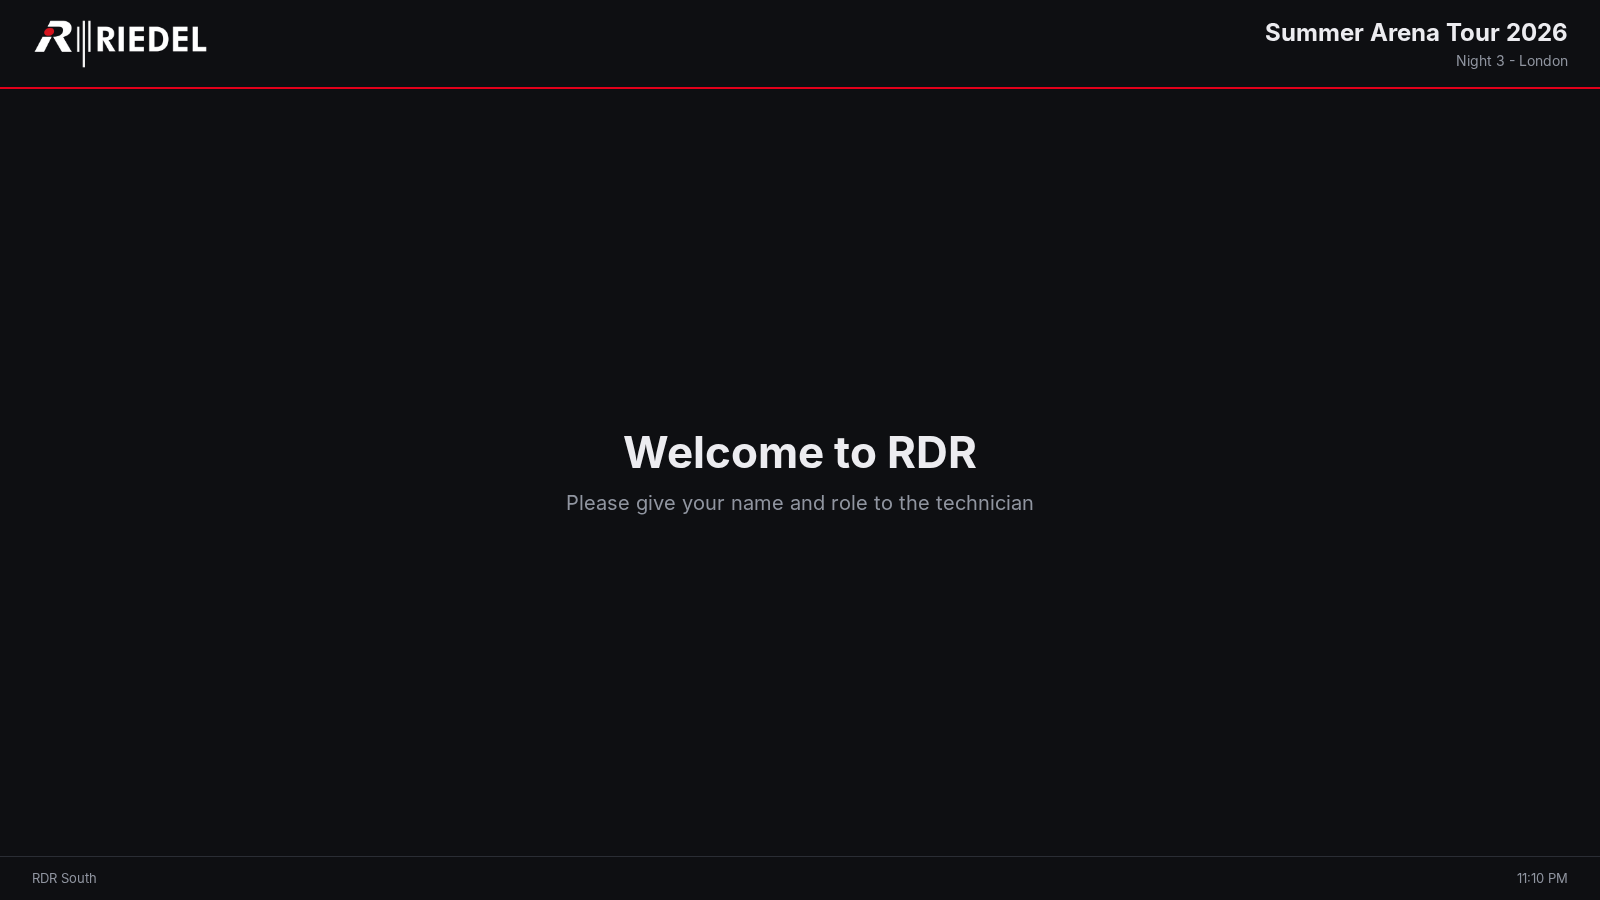 RIEDEL
Summer Arena Tour 2026
Night 3 - London
Welcome to RDR
Please give your name and role to the technician
RDR South
11:10 PM